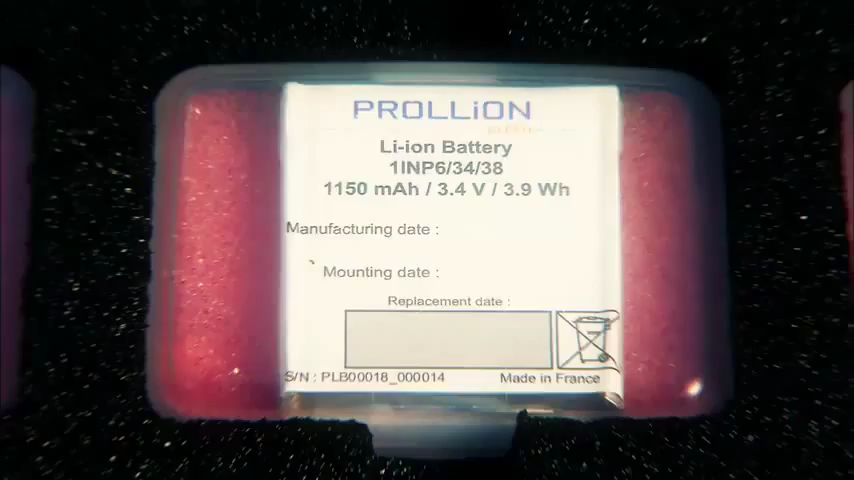 PROLLiON
Li-ion Battery
1INP6/34/38
1150 mAh / 3.4 V / 3.9 Wh
Manufacturing date :
Mounting date :
Replacement date :
S/N : PLB00018_000014
Made in France